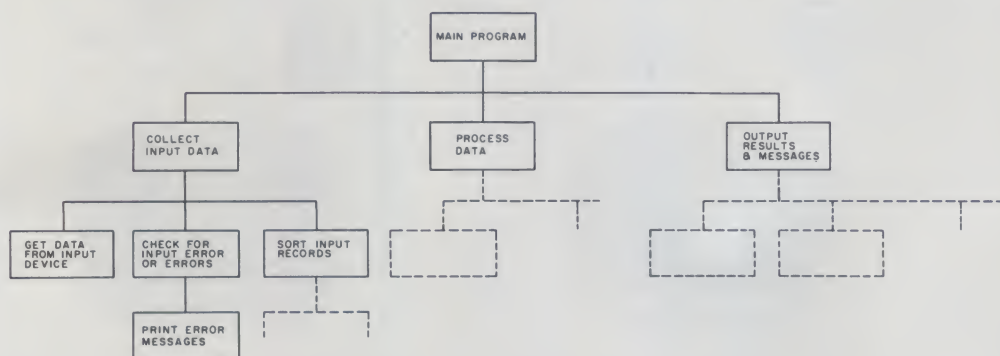 MAIN PROGRAM
COLLECT
INPUT DATA
PROCESS
DATA
OUTPUT
RESULTS
& MESSAGES
GET DATA
FROM INPUT
DEVICE
CHECK FOR
INPUT ERROR
OR ERRORS
SORT INPUT
RECORDS
PRINT ERROR
MESSAGES